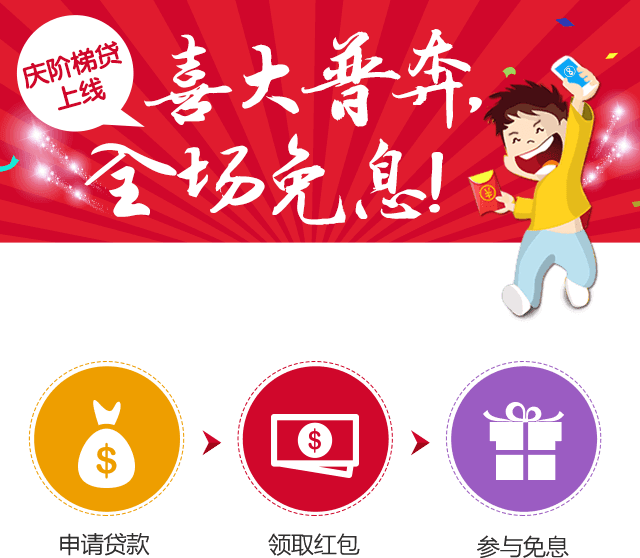 庆阶梯贷
上线
喜大普奔,
全场免息!
申请贷款
领取红包
参与免息